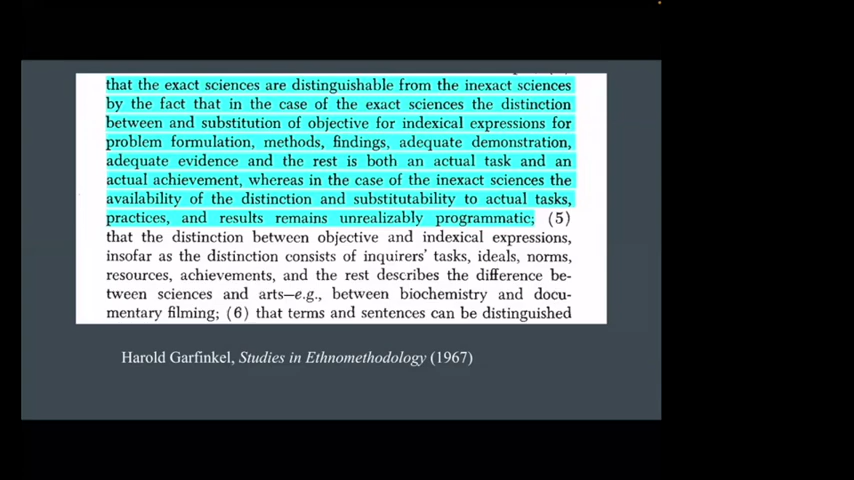 that the exact sciences are distinguishable from the inexact sciences
by the fact that in the case of the exact sciences the distinction
between and substitution of objective for indexical expressions for
problem formulation, methods, findings, adequate demonstration,
adequate evidence and the rest is both an actual task and an
actual achievement, whereas in the case of the inexact sciences the
availability of the distinction and substitutability to actual tasks,
practices, and results remains unrealizably programmatic; (5)
that the distinction between objective and indexical expressions,
insofar as the distinction consists of inquirers' tasks, ideals, norms,
resources, achievements, and the rest describes the difference be-
tween sciences and arts—e.g., between biochemistry and docu-
mentary filming; (6) that terms and sentences can be distinguished
Harold Garfinkel, Studies in Ethnomethodology (1967)